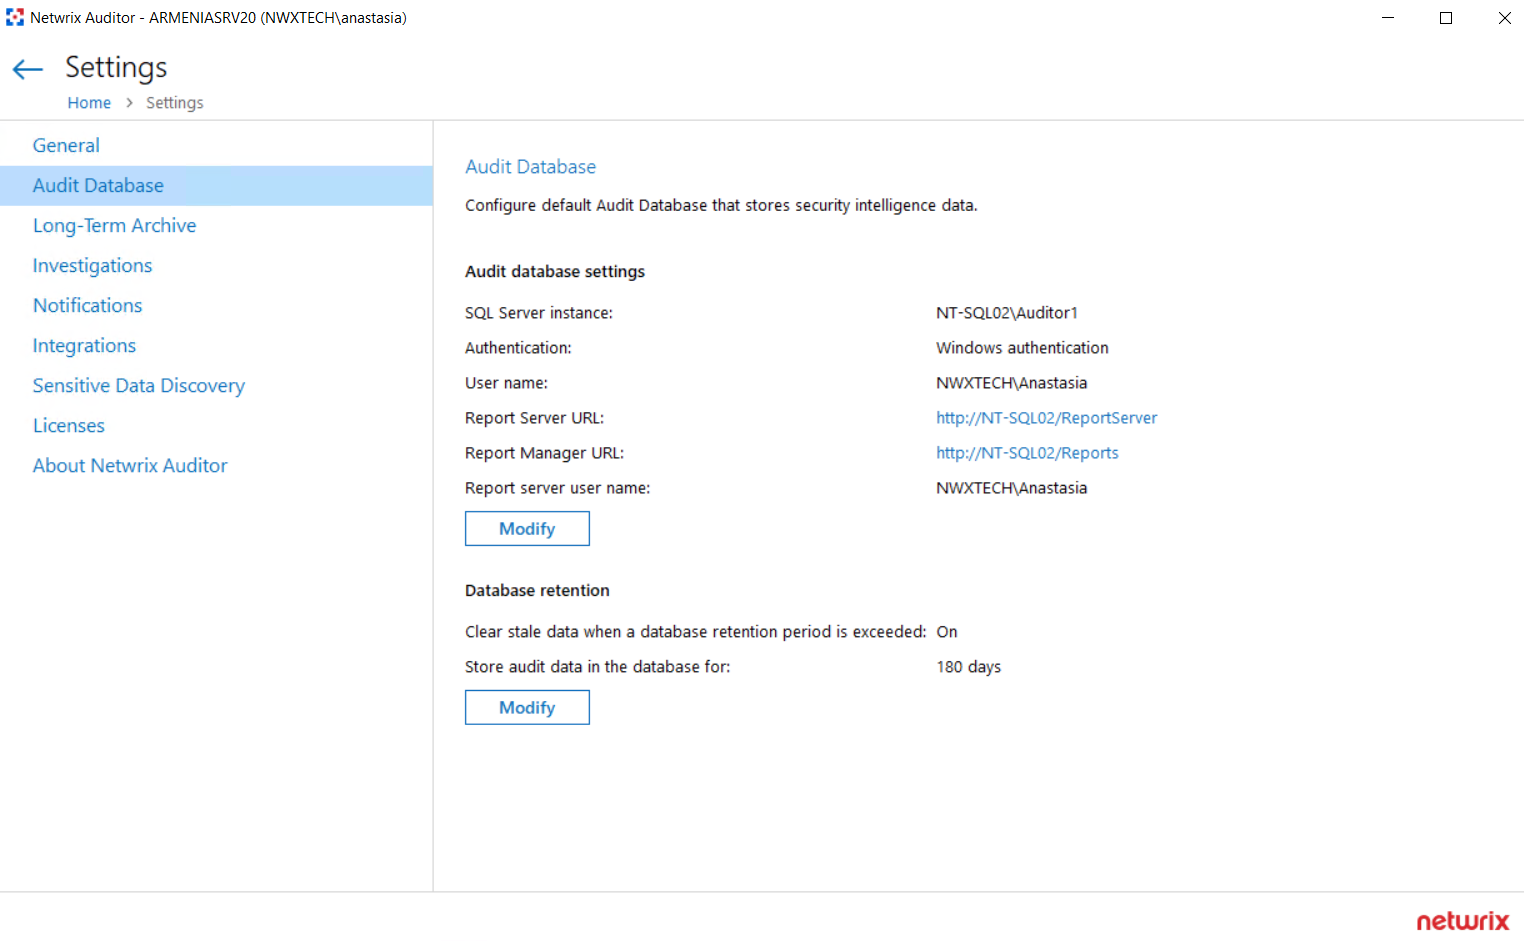 Netwrix Auditor - ARMENIASRV20 (NWXTECH\anastasia)
Settings
Home > Settings
General
Audit Database
Long-Term Archive
Investigations
Notifications
Integrations
Sensitive Data Discovery
Licenses
About Netwrix Auditor
Audit Database
Configure default Audit Database that stores security intelligence data.
Audit database settings
SQL Server instance: NT-SQL02\Auditor1
Authentication: Windows authentication
User name: NWXTECH\Anastasia
Report Server URL: http://NT-SQL02/ReportServer
Report Manager URL: http://NT-SQL02/Reports
Report server user name: NWXTECH\Anastasia
Modify
Database retention
Clear stale data when a database retention period is exceeded: On
Store audit data in the database for: 180 days
Modify
netwrix